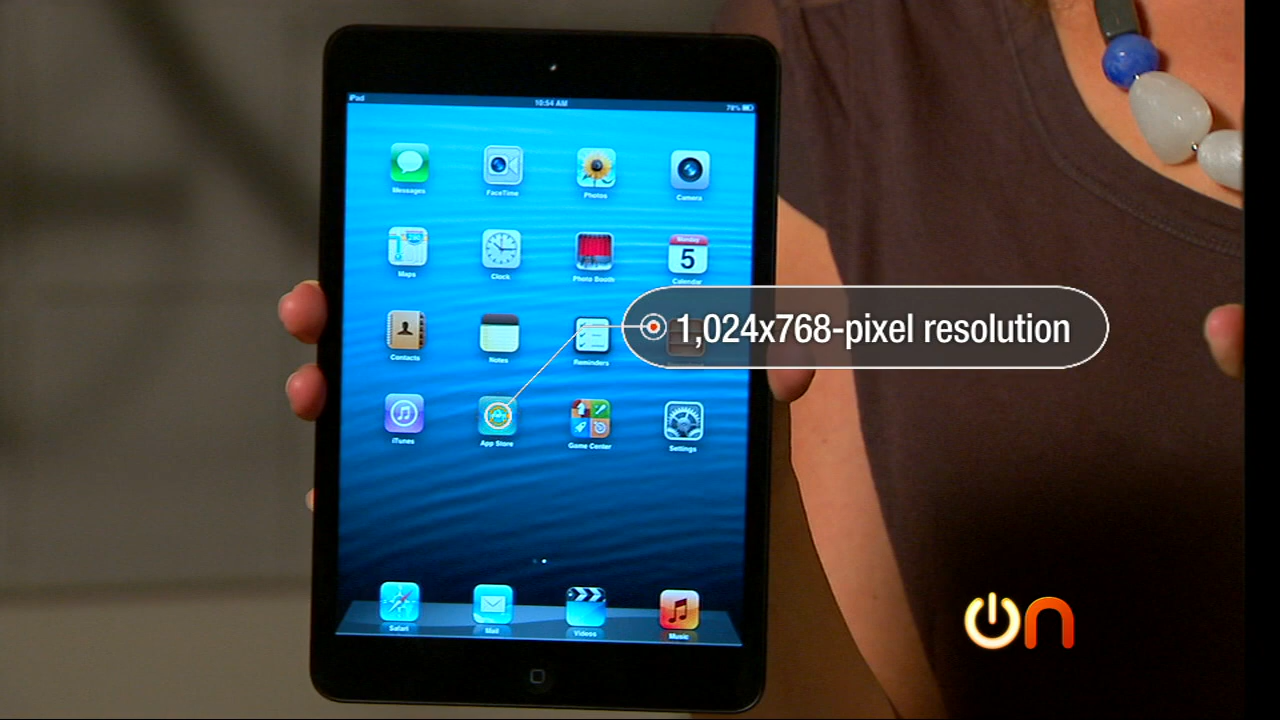 iPad 10:54 AM 78%
Messages FaceTime Photos Camera
Maps Clock Photo Booth Monday 5 Calendar
Contacts Notes Reminders
1,024x768-pixel resolution
iTunes App Store Game Center Settings
Safari Mail Videos Music
on